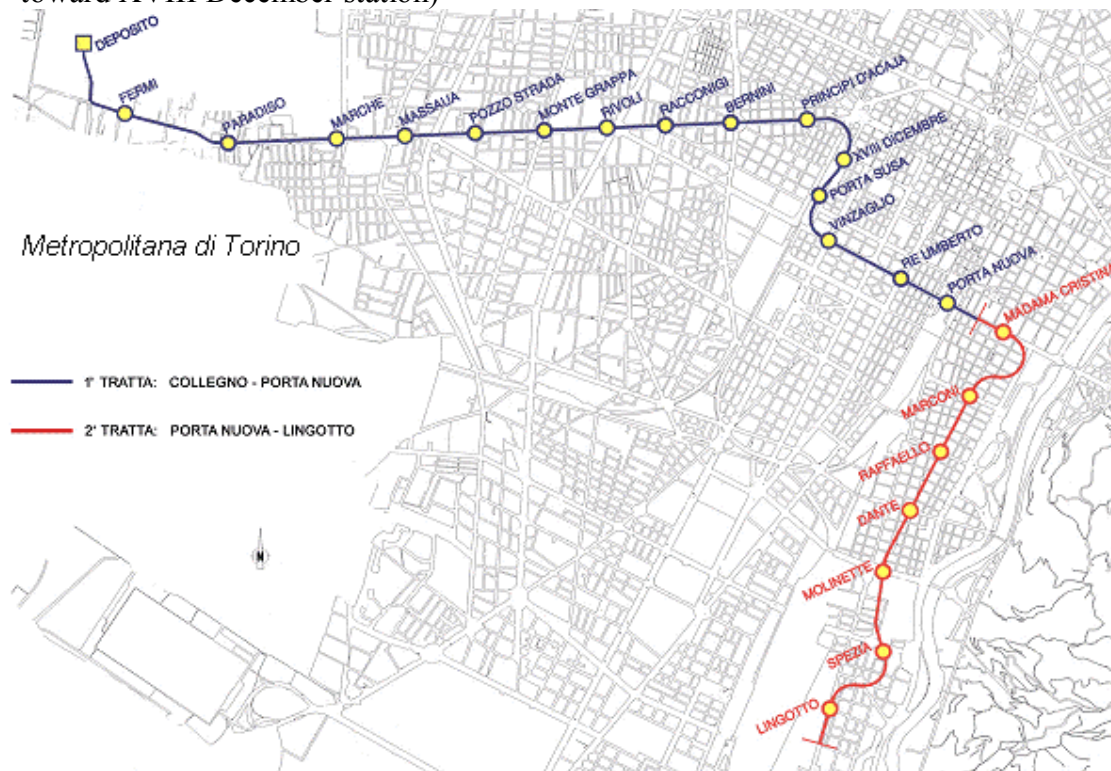 toward XVIII December station)
DEPOSITO
FERMI
PARADISO
MARCHE
MASSAUA
POZZO STRADA
MONTE GRAPPA
RIVOLI
RACCONIGI
BERNINI
PRINCIPI D'ACAJA
XVIII DICEMBRE
PORTA SUSA
VINZAGLIO
RE UMBERTO
PORTA NUOVA
MADAMA CRISTINA
Metropolitana di Torino
1' TRATTA: COLLEGNO - PORTA NUOVA
2' TRATTA: PORTA NUOVA - LINGOTTO
MARCONI
RAFFAELLO
DANTE
N
MOLINETTE
SPEZIA
LINGOTTO